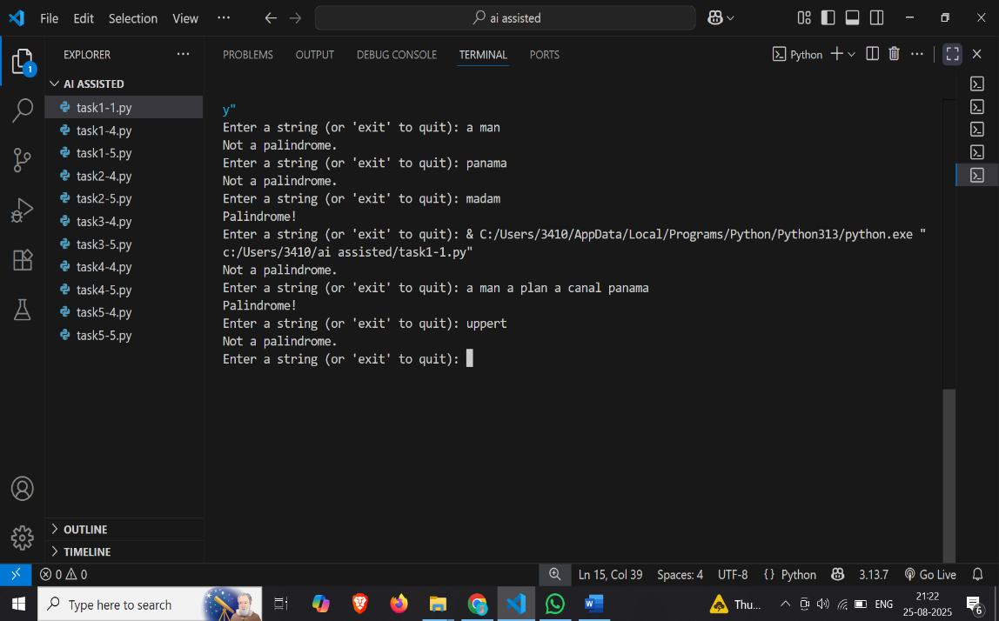 File Edit Selection View ··· ai assisted
EXPLORER ···
PROBLEMS OUTPUT DEBUG CONSOLE TERMINAL PORTS Python ···
1
AI ASSISTED
task1-1.py
task1-4.py
task1-5.py
task2-4.py
task2-5.py
task3-4.py
task3-5.py
task4-4.py
task4-5.py
task5-4.py
task5-5.py
OUTLINE
TIMELINE
y"
Enter a string (or 'exit' to quit): a man
Not a palindrome.
Enter a string (or 'exit' to quit): panama
Not a palindrome.
Enter a string (or 'exit' to quit): madam
Palindrome!
Enter a string (or 'exit' to quit): & C:/Users/3410/AppData/Local/Programs/Python/Python313/python.exe "
c:/Users/3410/ai assisted/task1-1.py"
Not a palindrome.
Enter a string (or 'exit' to quit): a man a plan a canal panama
Palindrome!
Enter a string (or 'exit' to quit): uppert
Not a palindrome.
Enter a string (or 'exit' to quit):
0 0 Ln 15, Col 39 Spaces: 4 UTF-8 {} Python 3.13.7 Go Live
Type here to search Thu... ENG 21:22
25-08-2025
6